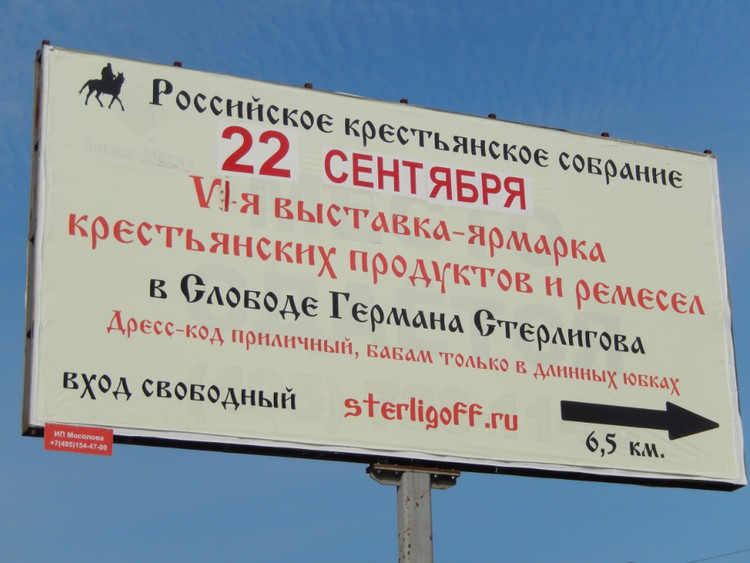 Российское крестьянское собрание
22 СЕНТЯБРЯ
VI-я выставка-ярмарка
крестьянских продуктов и ремесел
в Слободе Германа Стерлигова
Дресс-код приличный, бабам только в длинных юбках
вход свободный sterligoff.ru
6,5 км.
ИП Мосолова
+7(495)154-47-09